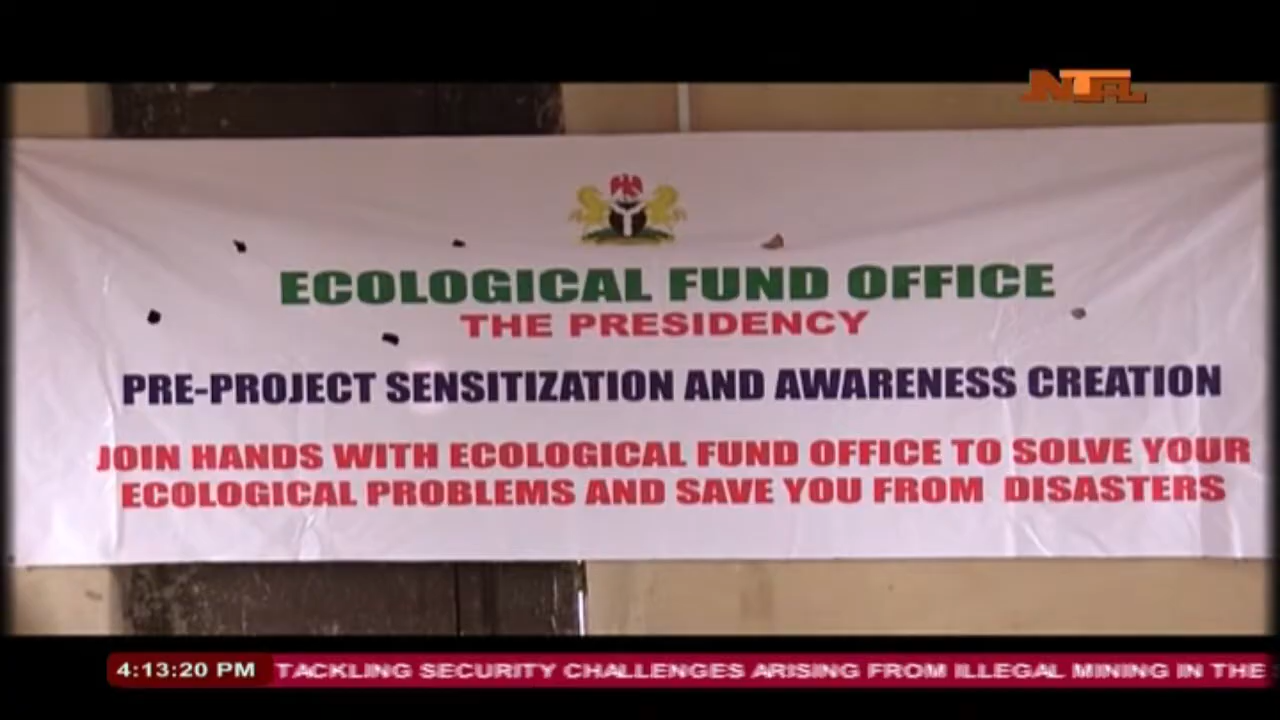 NTA
ECOLOGICAL FUND OFFICE
THE PRESIDENCY
PRE-PROJECT SENSITIZATION AND AWARENESS CREATION
JOIN HANDS WITH ECOLOGICAL FUND OFFICE TO SOLVE YOUR
ECOLOGICAL PROBLEMS AND SAVE YOU FROM DISASTERS
4:13:20 PM TACKLING SECURITY CHALLENGES ARISING FROM ILLEGAL MINING IN THE